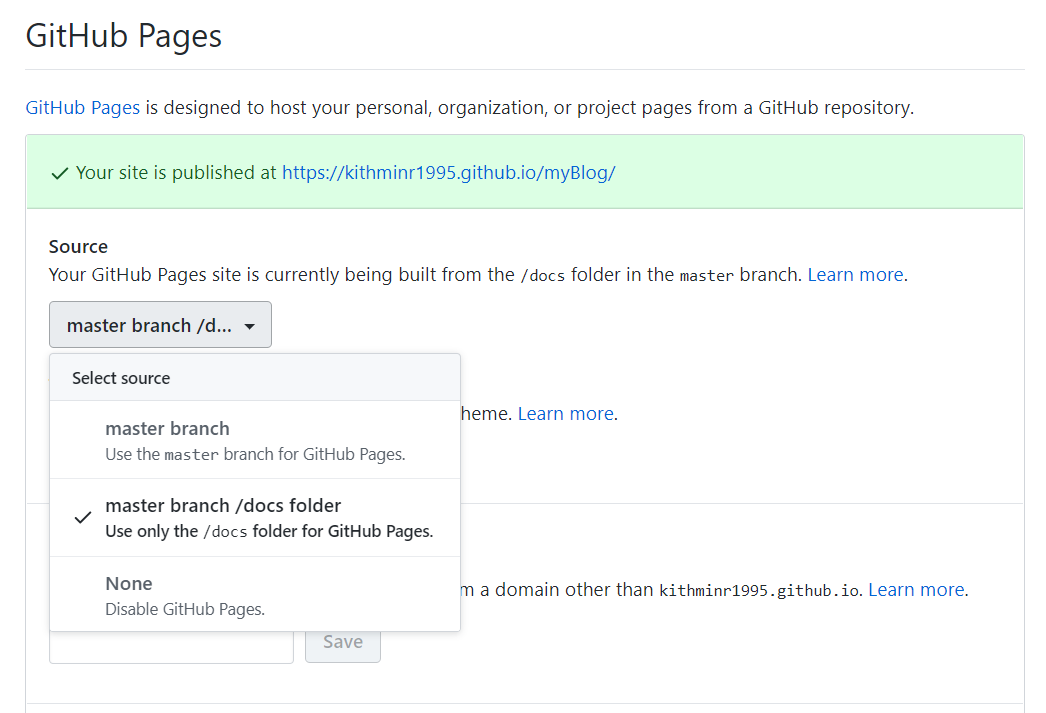 GitHub Pages
GitHub Pages is designed to host your personal, organization, or project pages from a GitHub repository.
Your site is published at https://kithminr1995.github.io/myBlog/
Source
Your GitHub Pages site is currently being built from the /docs folder in the master branch. Learn more.
master branch /d...
Select source
heme. Learn more.
master branch
Use the master branch for GitHub Pages.
master branch /docs folder
Use only the /docs folder for GitHub Pages.
None
m a domain other than kithminr1995.github.io. Learn more.
Disable GitHub Pages.
Save